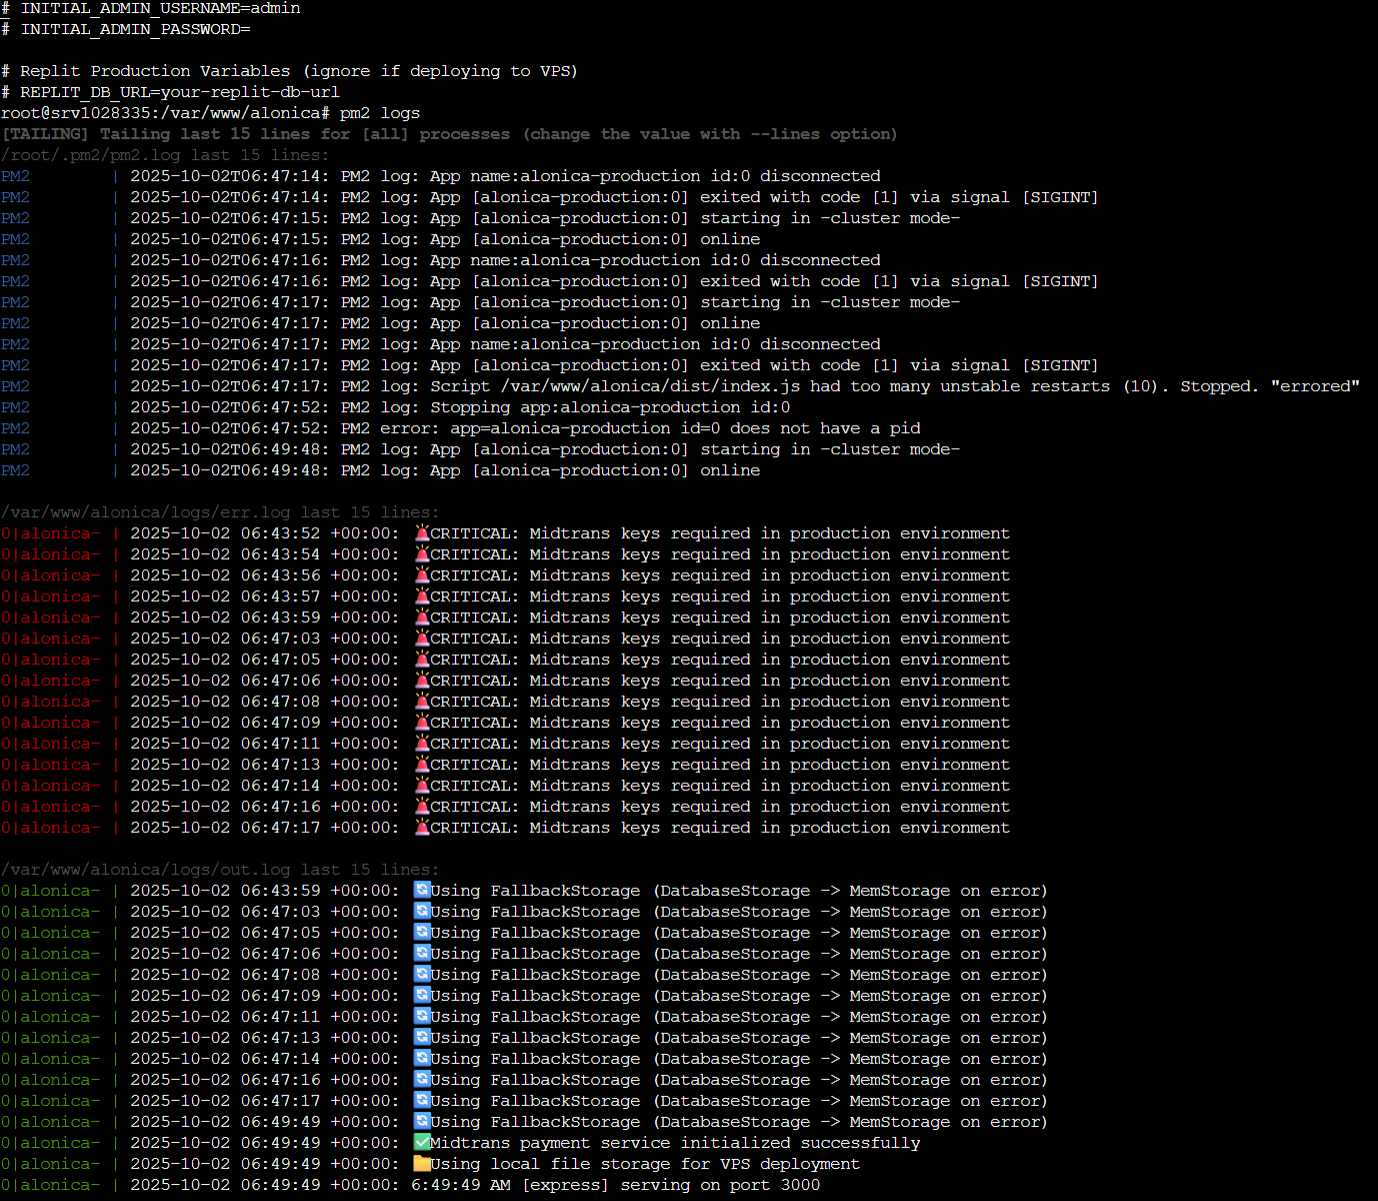 # INITIAL_ADMIN_USERNAME=admin
# INITIAL_ADMIN_PASSWORD=
# Replit Production Variables (ignore if deploying to VPS)
# REPLIT_DB_URL=your-replit-db-url
root@srv1028335:/var/www/alonica# pm2 logs
[TAILING] Tailing last 15 lines for [all] processes (change the value with --lines option)
/root/.pm2/pm2.log last 15 lines:
PM2        | 2025-10-02T06:47:14: PM2 log: App name:alonica-production id:0 disconnected
PM2        | 2025-10-02T06:47:14: PM2 log: App [alonica-production:0] exited with code [1] via signal [SIGINT]
PM2        | 2025-10-02T06:47:15: PM2 log: App [alonica-production:0] starting in -cluster mode-
PM2        | 2025-10-02T06:47:15: PM2 log: App [alonica-production:0] online
PM2        | 2025-10-02T06:47:16: PM2 log: App name:alonica-production id:0 disconnected
PM2        | 2025-10-02T06:47:16: PM2 log: App [alonica-production:0] exited with code [1] via signal [SIGINT]
PM2        | 2025-10-02T06:47:17: PM2 log: App [alonica-production:0] starting in -cluster mode-
PM2        | 2025-10-02T06:47:17: PM2 log: App [alonica-production:0] online
PM2        | 2025-10-02T06:47:17: PM2 log: App name:alonica-production id:0 disconnected
PM2        | 2025-10-02T06:47:17: PM2 log: App [alonica-production:0] exited with code [1] via signal [SIGINT]
PM2        | 2025-10-02T06:47:17: PM2 log: Script /var/www/alonica/dist/index.js had too many unstable restarts (10). Stopped. "errored"
PM2        | 2025-10-02T06:47:52: PM2 log: Stopping app:alonica-production id:0
PM2        | 2025-10-02T06:47:52: PM2 error: app=alonica-production id=0 does not have a pid
PM2        | 2025-10-02T06:49:48: PM2 log: App [alonica-production:0] starting in -cluster mode-
PM2        | 2025-10-02T06:49:48: PM2 log: App [alonica-production:0] online
/var/www/alonica/logs/err.log last 15 lines:
0|alonica- | 2025-10-02 06:43:52 +00:00: 🚨CRITICAL: Midtrans keys required in production environment
0|alonica- | 2025-10-02 06:43:54 +00:00: 🚨CRITICAL: Midtrans keys required in production environment
0|alonica- | 2025-10-02 06:43:56 +00:00: 🚨CRITICAL: Midtrans keys required in production environment
0|alonica- | 2025-10-02 06:43:57 +00:00: 🚨CRITICAL: Midtrans keys required in production environment
0|alonica- | 2025-10-02 06:43:59 +00:00: 🚨CRITICAL: Midtrans keys required in production environment
0|alonica- | 2025-10-02 06:47:03 +00:00: 🚨CRITICAL: Midtrans keys required in production environment
0|alonica- | 2025-10-02 06:47:05 +00:00: 🚨CRITICAL: Midtrans keys required in production environment
0|alonica- | 2025-10-02 06:47:06 +00:00: 🚨CRITICAL: Midtrans keys required in production environment
0|alonica- | 2025-10-02 06:47:08 +00:00: 🚨CRITICAL: Midtrans keys required in production environment
0|alonica- | 2025-10-02 06:47:09 +00:00: 🚨CRITICAL: Midtrans keys required in production environment
0|alonica- | 2025-10-02 06:47:11 +00:00: 🚨CRITICAL: Midtrans keys required in production environment
0|alonica- | 2025-10-02 06:47:13 +00:00: 🚨CRITICAL: Midtrans keys required in production environment
0|alonica- | 2025-10-02 06:47:14 +00:00: 🚨CRITICAL: Midtrans keys required in production environment
0|alonica- | 2025-10-02 06:47:16 +00:00: 🚨CRITICAL: Midtrans keys required in production environment
0|alonica- | 2025-10-02 06:47:17 +00:00: 🚨CRITICAL: Midtrans keys required in production environment
/var/www/alonica/logs/out.log last 15 lines:
0|alonica- | 2025-10-02 06:43:59 +00:00: 🔄Using FallbackStorage (DatabaseStorage -> MemStorage on error)
0|alonica- | 2025-10-02 06:47:03 +00:00: 🔄Using FallbackStorage (DatabaseStorage -> MemStorage on error)
0|alonica- | 2025-10-02 06:47:05 +00:00: 🔄Using FallbackStorage (DatabaseStorage -> MemStorage on error)
0|alonica- | 2025-10-02 06:47:06 +00:00: 🔄Using FallbackStorage (DatabaseStorage -> MemStorage on error)
0|alonica- | 2025-10-02 06:47:08 +00:00: 🔄Using FallbackStorage (DatabaseStorage -> MemStorage on error)
0|alonica- | 2025-10-02 06:47:09 +00:00: 🔄Using FallbackStorage (DatabaseStorage -> MemStorage on error)
0|alonica- | 2025-10-02 06:47:11 +00:00: 🔄Using FallbackStorage (DatabaseStorage -> MemStorage on error)
0|alonica- | 2025-10-02 06:47:13 +00:00: 🔄Using FallbackStorage (DatabaseStorage -> MemStorage on error)
0|alonica- | 2025-10-02 06:47:14 +00:00: 🔄Using FallbackStorage (DatabaseStorage -> MemStorage on error)
0|alonica- | 2025-10-02 06:47:16 +00:00: 🔄Using FallbackStorage (DatabaseStorage -> MemStorage on error)
0|alonica- | 2025-10-02 06:47:17 +00:00: 🔄Using FallbackStorage (DatabaseStorage -> MemStorage on error)
0|alonica- | 2025-10-02 06:49:49 +00:00: 🔄Using FallbackStorage (DatabaseStorage -> MemStorage on error)
0|alonica- | 2025-10-02 06:49:49 +00:00: ✅Midtrans payment service initialized successfully
0|alonica- | 2025-10-02 06:49:49 +00:00: 📁Using local file storage for VPS deployment
0|alonica- | 2025-10-02 06:49:49 +00:00: 6:49:49 AM [express] serving on port 3000